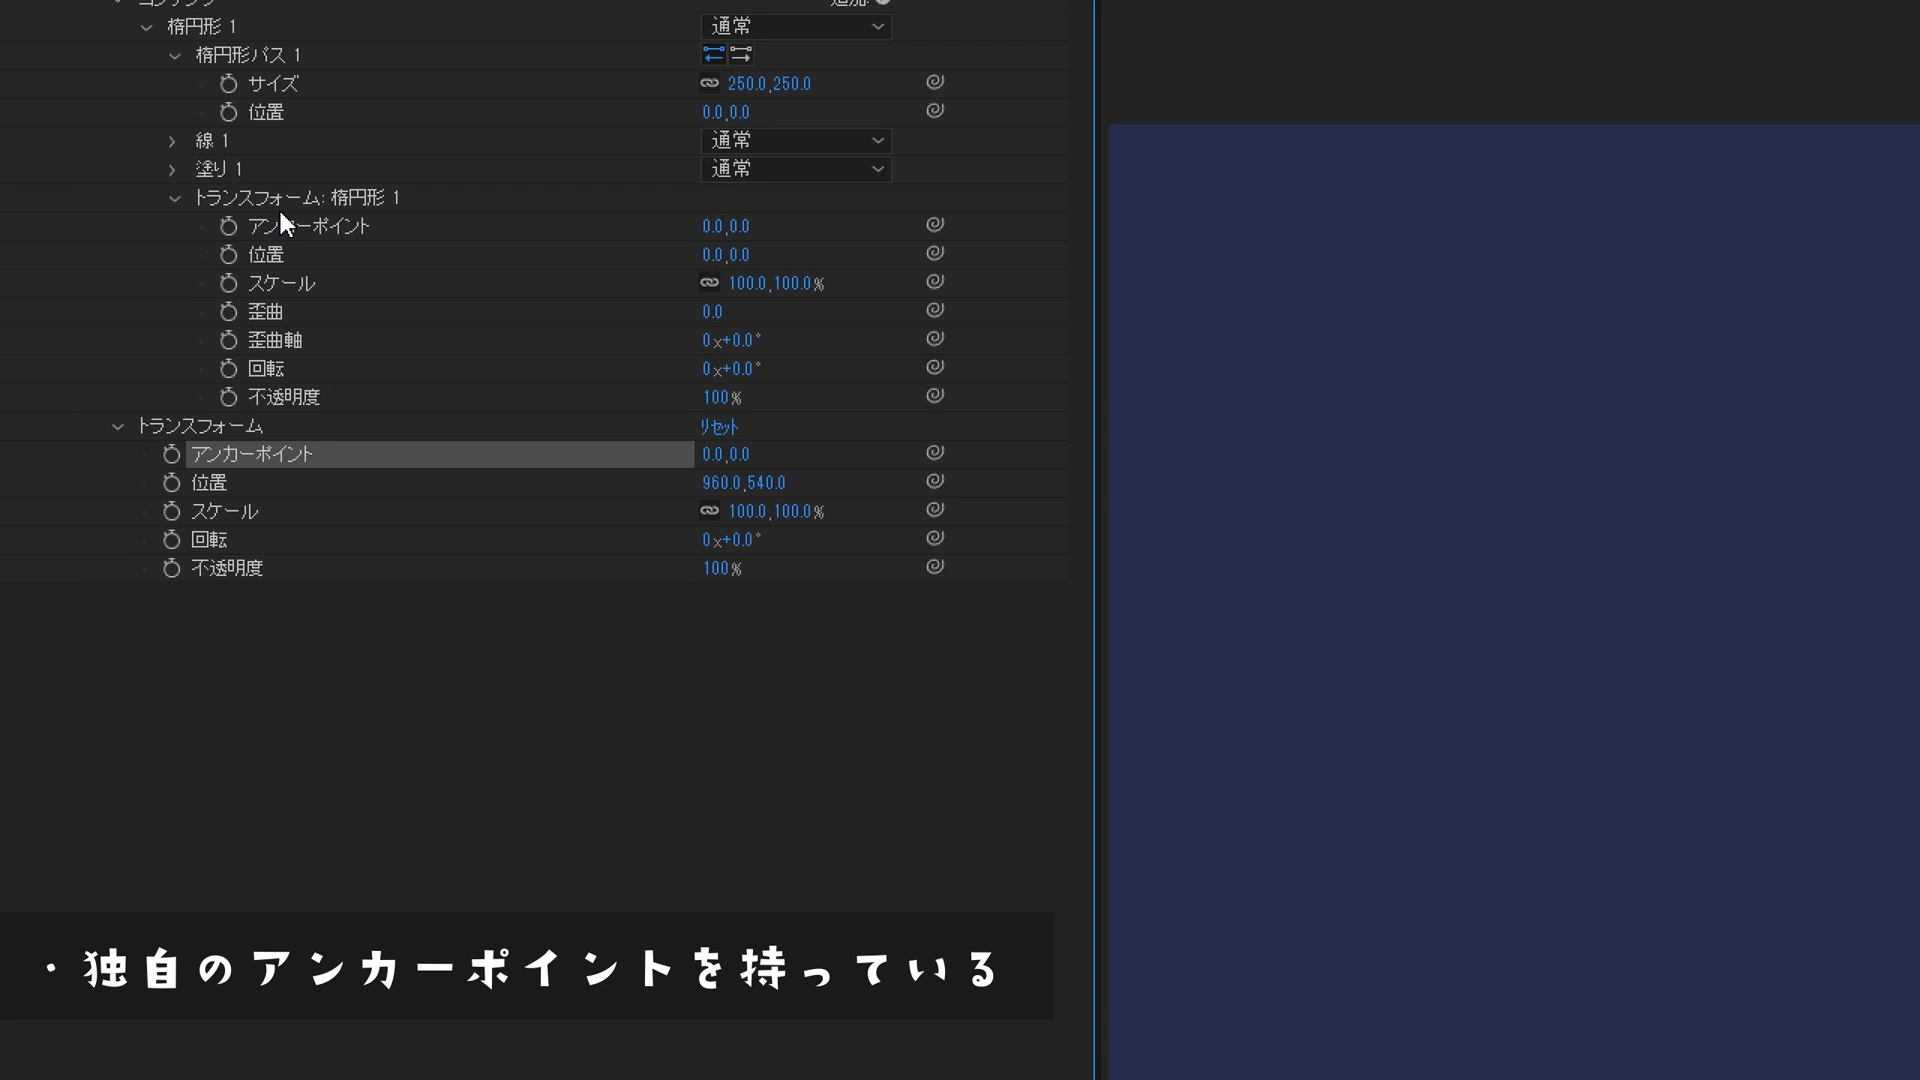 コンテンツ 追加:
楕円形 1 通常
楕円形パス 1
サイズ 250.0,250.0
位置 0.0,0.0
線 1 通常
塗り 1 通常
トランスフォーム: 楕円形 1
アンカーポイント 0.0,0.0
位置 0.0,0.0
スケール 100.0,100.0%
歪曲 0.0
歪曲軸 0x+0.0°
回転 0x+0.0°
不透明度 100%
トランスフォーム リセット
アンカーポイント 0.0,0.0
位置 960.0,540.0
スケール 100.0,100.0%
回転 0x+0.0°
不透明度 100%
・独自のアンカーポイントを持っている